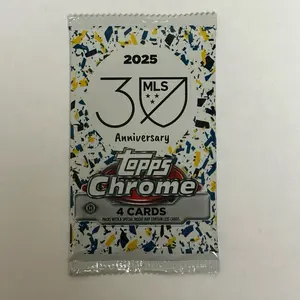 2025
30
MLS
Anniversary
Topps
Chrome
4 CARDS